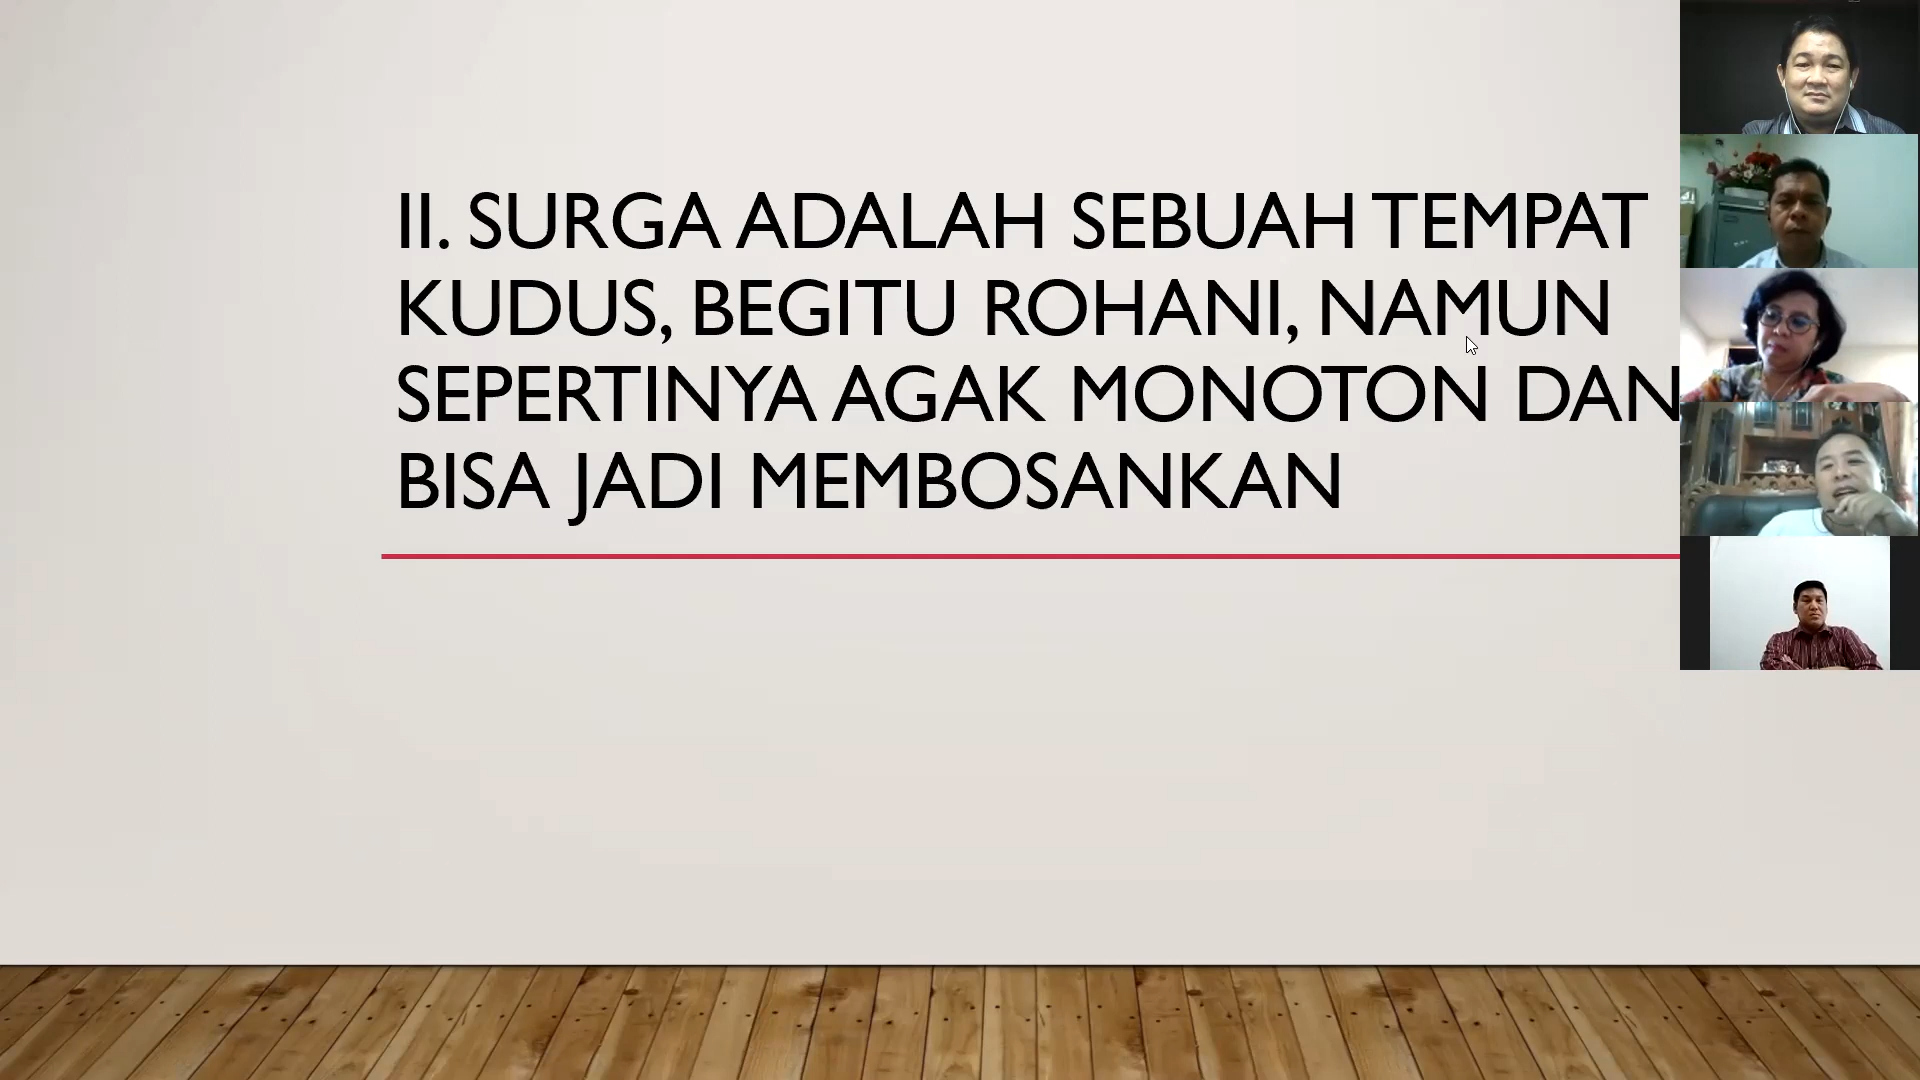 II. SURGA ADALAH SEBUAH TEMPAT
KUDUS, BEGITU ROHANI, NAMUN
SEPERTINYA AGAK MONOTON DAN
BISA JADI MEMBOSANKAN